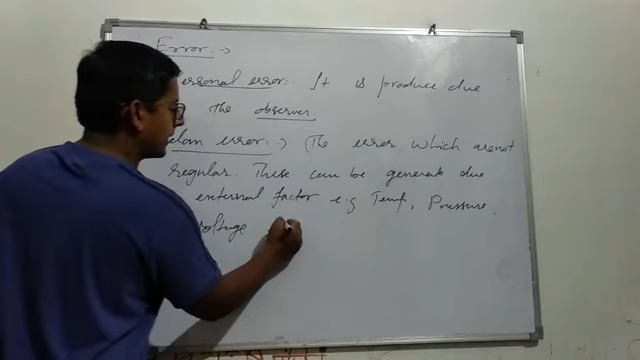 Error :->
ersonal error :- It is produce due
the observer.
dom error :-> The error which are not
regular. These can be generate due
external factor e.g Temp, Pressure
voltage